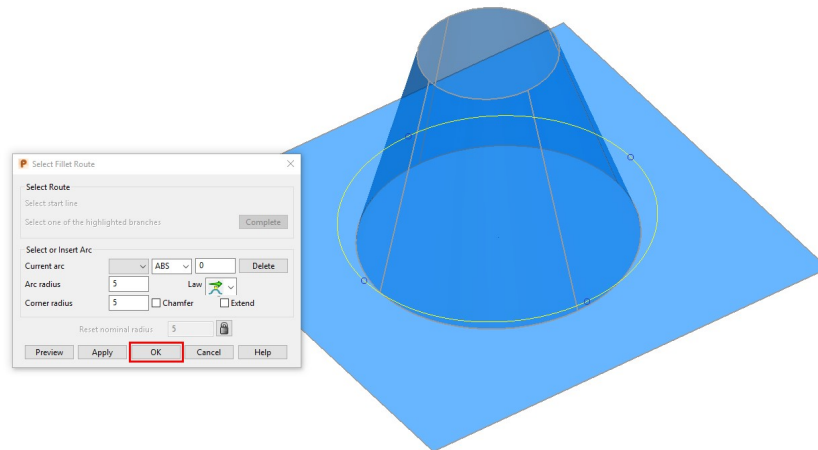 P Select Fillet Route
Select Route
Select start line
Select one of the highlighted branches Complete
Select or Insert Arc
Current arc ABS 0 Delete
Arc radius 5 Law
Corner radius 5 Chamfer Extend
Reset nominal radius 5
Preview Apply OK Cancel Help